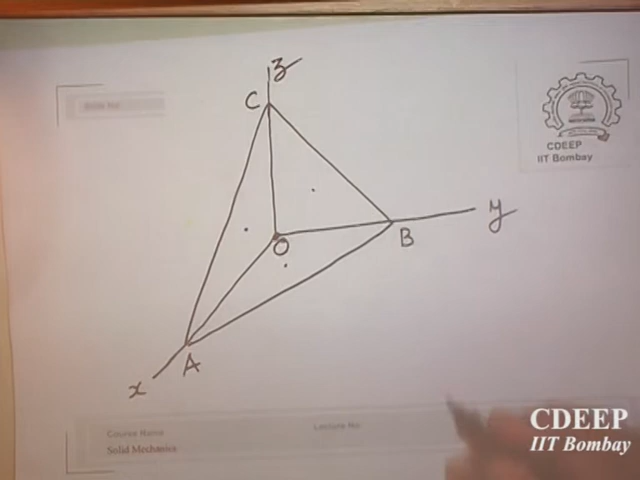 z
C
CDEEP
IIT Bombay
y
O
B
A
x
Course Name
Lecture No
Solid Mechanics
CDEEP
IIT Bombay